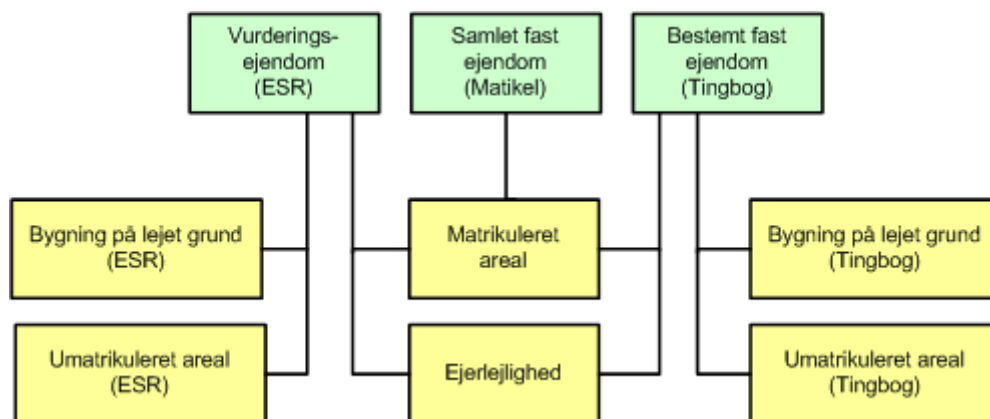 Vurderings-
ejendom
(ESR)
Samlet fast
ejendom
(Matikel)
Bestemt fast
ejendom
(Tingbog)
Bygning på lejet grund
(ESR)
Matrikuleret
areal
Bygning på lejet grund
(Tingbog)
Umatrikuleret areal
(ESR)
Ejerlejlighed
Umatrikuleret areal
(Tingbog)